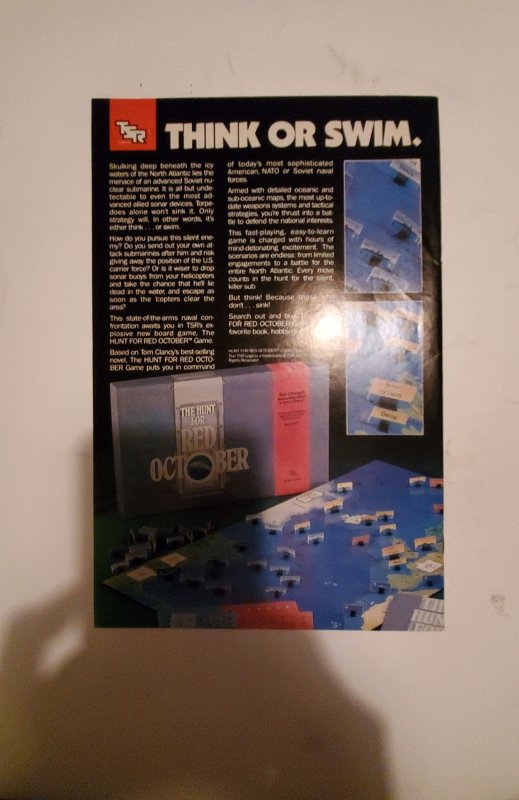 TSR
THINK OR SWIM.
Skulking deep beneath the icy
waters of the North Atlantic lies the
menace of an advanced Soviet nu-
clear submarine. It is all but unde-
tectable to even the most ad-
vanced allied sonar devices. Torpe-
does alone won't sink it. Only
strategy will. In other words, it's
either think . . . or swim.
How do you pursue this silent ene-
my? Do you send out your own at-
tack submarines after him and risk
giving away the position of the U.S.
carrier force? Or is it wiser to drop
sonar buoys from your helicopters
and take the chance that he'll lie
dead in the water, and escape as
soon as the 'copters clear the
area?
This state-of-the-arms naval con-
frontation awaits you in TSR's ex-
plosive new board game, The
HUNT FOR RED OCTOBER™ Game.
Based on Tom Clancy's best-selling
novel, The HUNT FOR RED OCTO-
BER Game puts you in command
of today's most sophisticated
American, NATO or Soviet naval
forces.
Armed with detailed oceanic and
sub-oceanic maps, the most up-to-
date weapons systems and tactical
strategies, you're thrust into a bat-
tle to defend the national interests.
This fast-playing, easy-to-learn
game is charged with hours of
mind-detonating excitement. The
scenarios are endless: from limited
engagements to a battle for the
entire North Atlantic. Every move
counts in the hunt for the silent,
killer sub.
But think! Because those who
don't . . . sink!
Search out and buy
FOR RED OCTOBER
favorite book, hobby
THE HUNT
FOR
RED
OCTOBER
Decoy